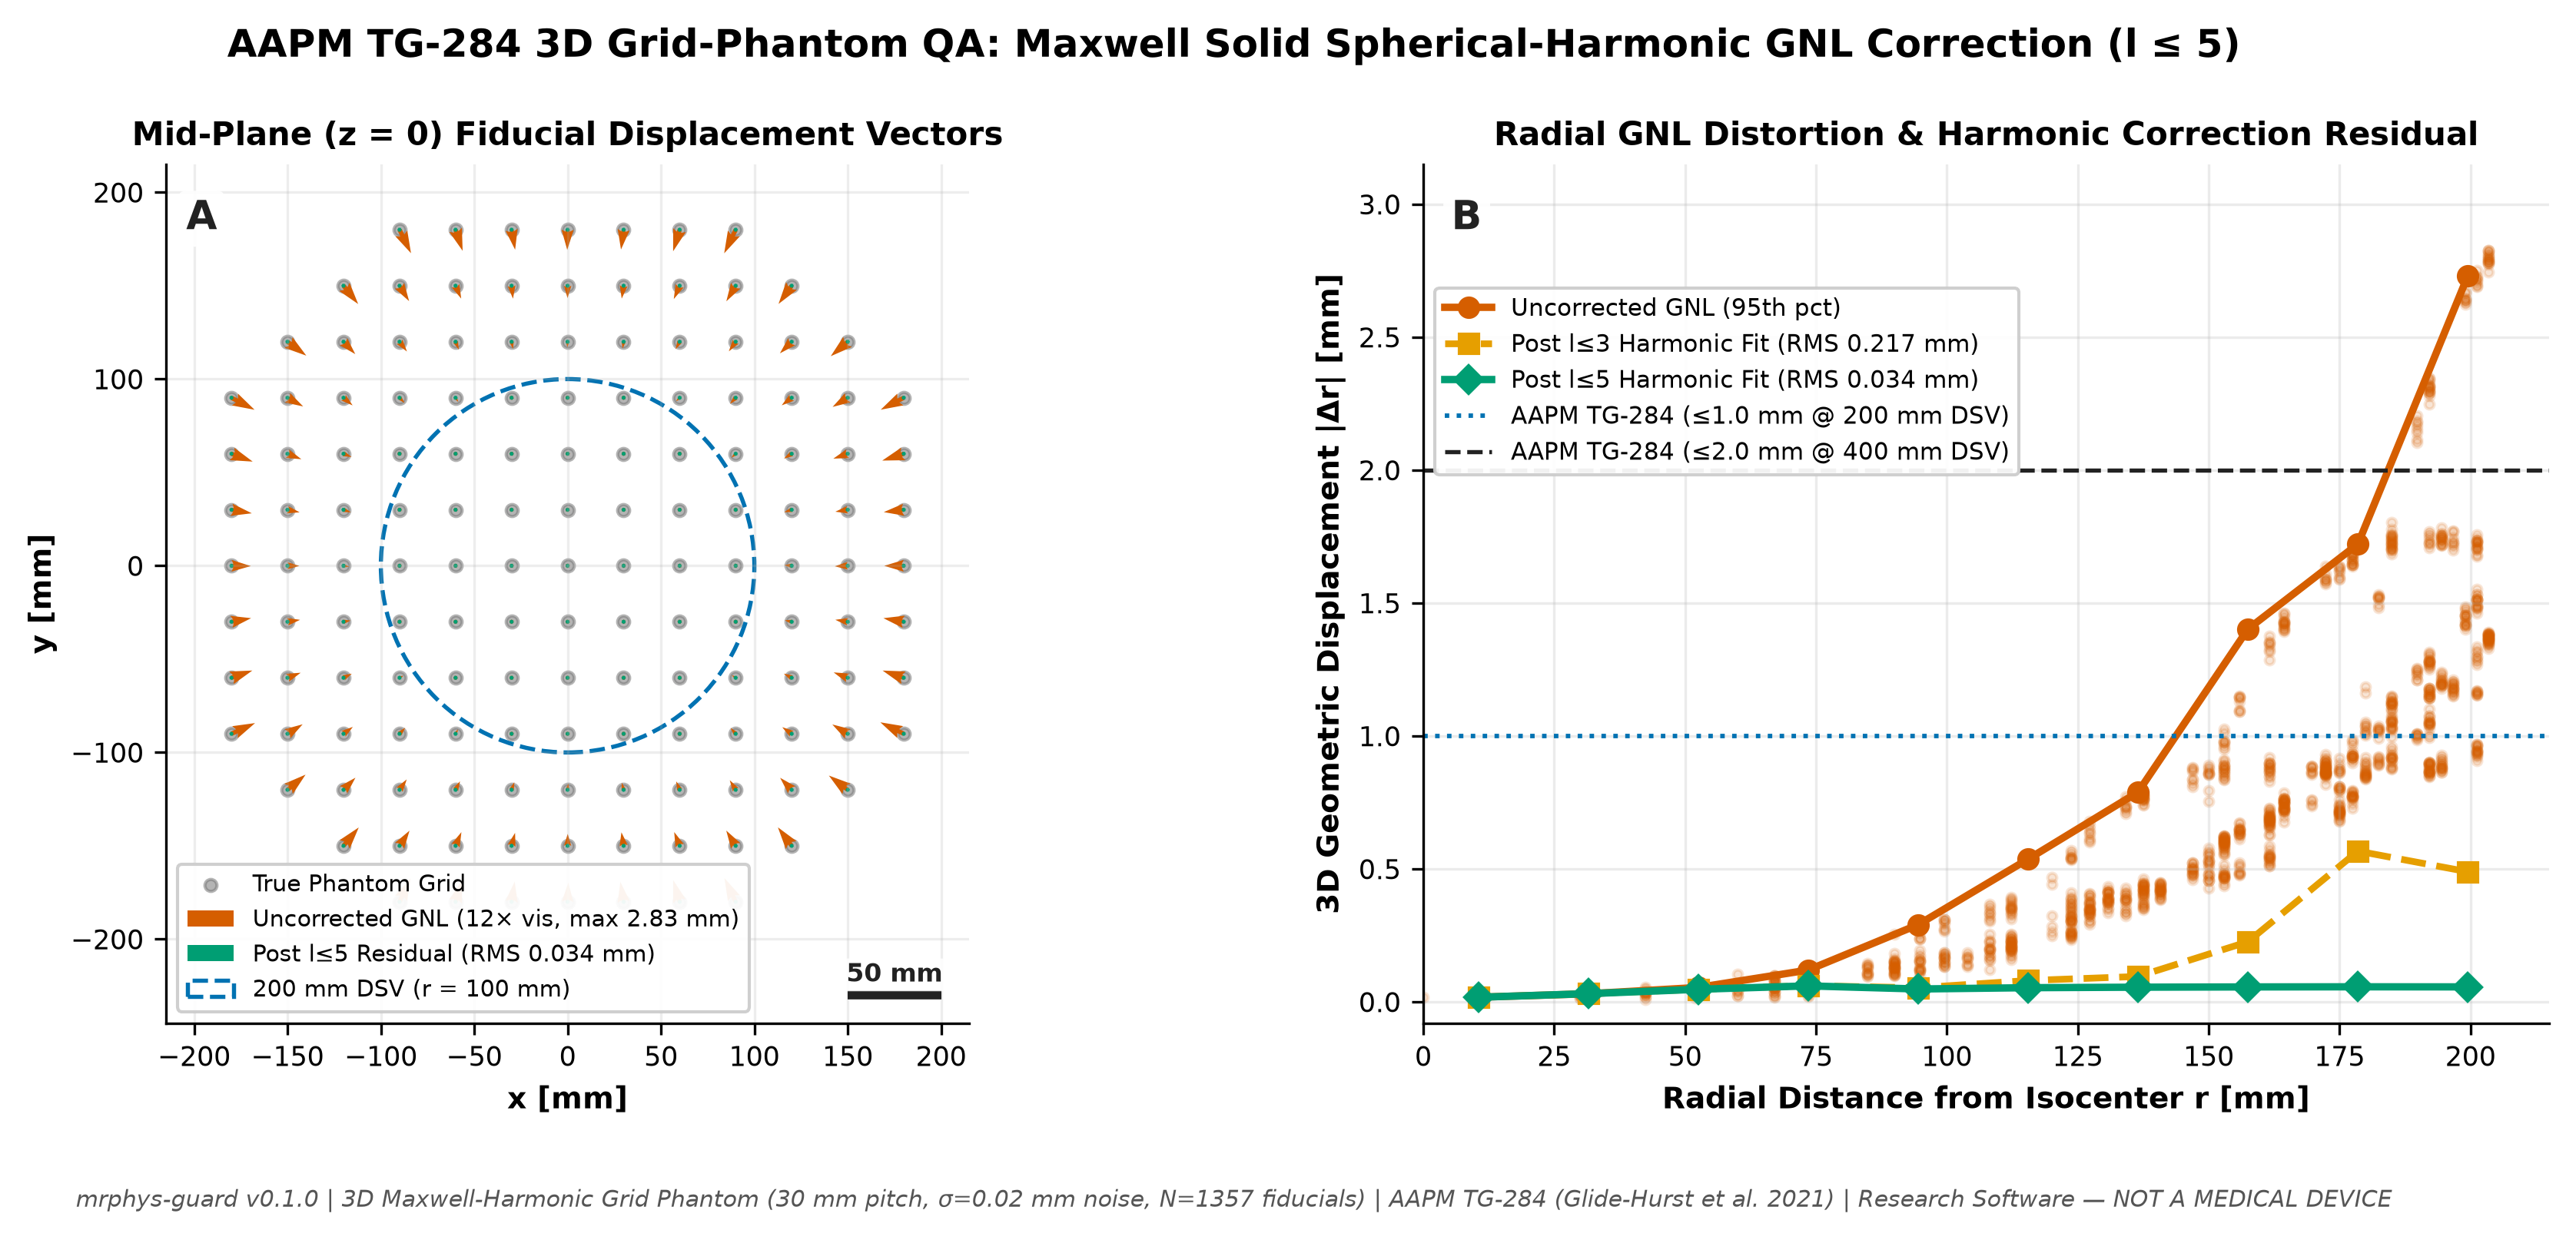 AAPM TG-284 3D Grid-Phantom QA: Maxwell Solid Spherical-Harmonic GNL Correction (l ≤ 5)
Mid-Plane (z = 0) Fiducial Displacement Vectors
A
200
100
0
−100
−200
y [mm]
True Phantom Grid
Uncorrected GNL (12× vis, max 2.83 mm)
Post l≤5 Residual (RMS 0.034 mm)
200 mm DSV (r = 100 mm)
50 mm
−200 −150 −100 −50 0 50 100 150 200
x [mm]
Radial GNL Distortion & Harmonic Correction Residual
B
3.0
2.5
2.0
1.5
1.0
0.5
0.0
3D Geometric Displacement |Δr| [mm]
Uncorrected GNL (95th pct)
Post l≤3 Harmonic Fit (RMS 0.217 mm)
Post l≤5 Harmonic Fit (RMS 0.034 mm)
AAPM TG-284 (≤1.0 mm @ 200 mm DSV)
AAPM TG-284 (≤2.0 mm @ 400 mm DSV)
0 25 50 75 100 125 150 175 200
Radial Distance from Isocenter r [mm]
mrphys-guard v0.1.0 | 3D Maxwell-Harmonic Grid Phantom (30 mm pitch, σ=0.02 mm noise, N=1357 fiducials) | AAPM TG-284 (Glide-Hurst et al. 2021) | Research Software — NOT A MEDICAL DEVICE